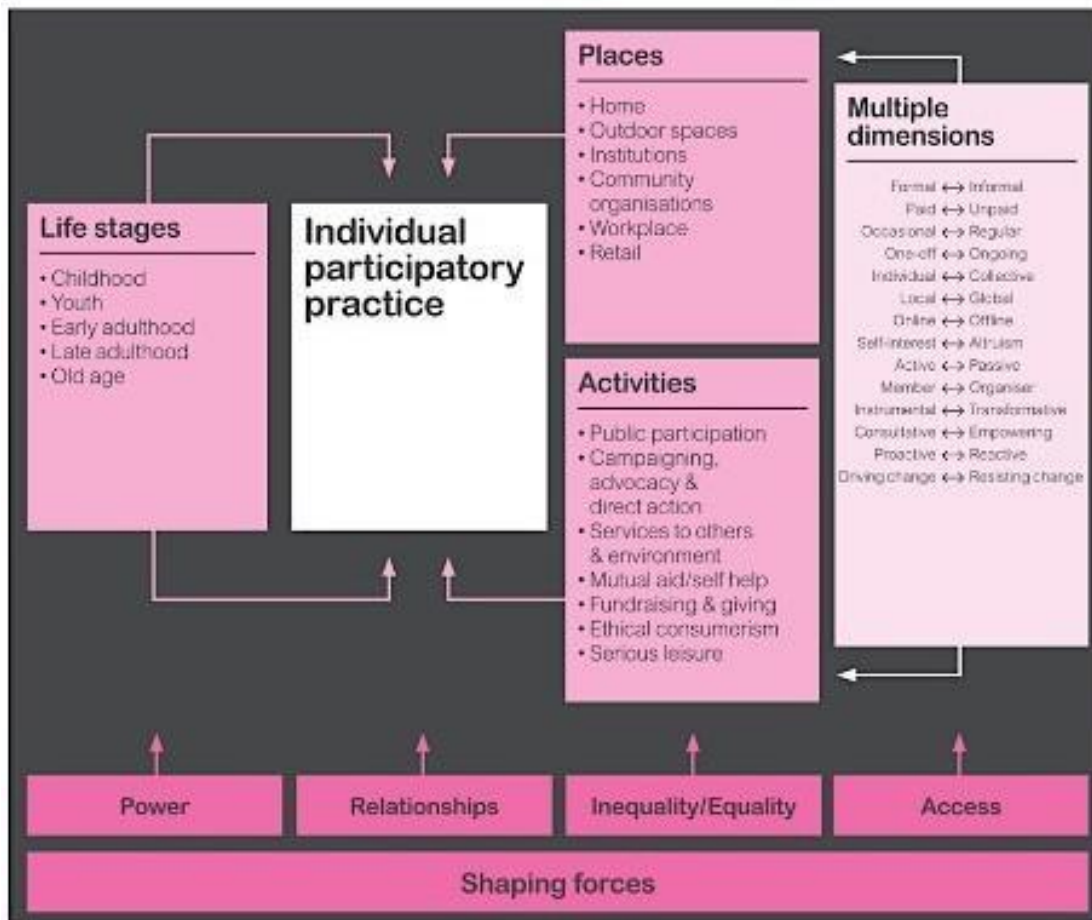 Places
• Home
• Outdoor spaces
• Institutions
• Community
organisations
• Workplace
• Retail
Multiple
dimensions
Formal ↔ Informal
Paid ↔ Unpaid
Occasional ↔ Regular
One-off ↔ Ongoing
Individual ↔ Collective
Local ↔ Global
Online ↔ Offline
Self-interest ↔ Altruism
Active ↔ Passive
Member ↔ Organiser
Instrumental ↔ Transformative
Consultative ↔ Empowering
Proactive ↔ Reactive
Driving change ↔ Resisting change
Life stages
• Childhood
• Youth
• Early adulthood
• Late adulthood
• Old age
Individual
participatory
practice
Activities
• Public participation
• Campaigning,
advocacy &
direct action
• Services to others
& environment
• Mutual aid/self help
• Fundraising & giving
• Ethical consumerism
• Serious leisure
Power
Relationships
Inequality/Equality
Access
Shaping forces